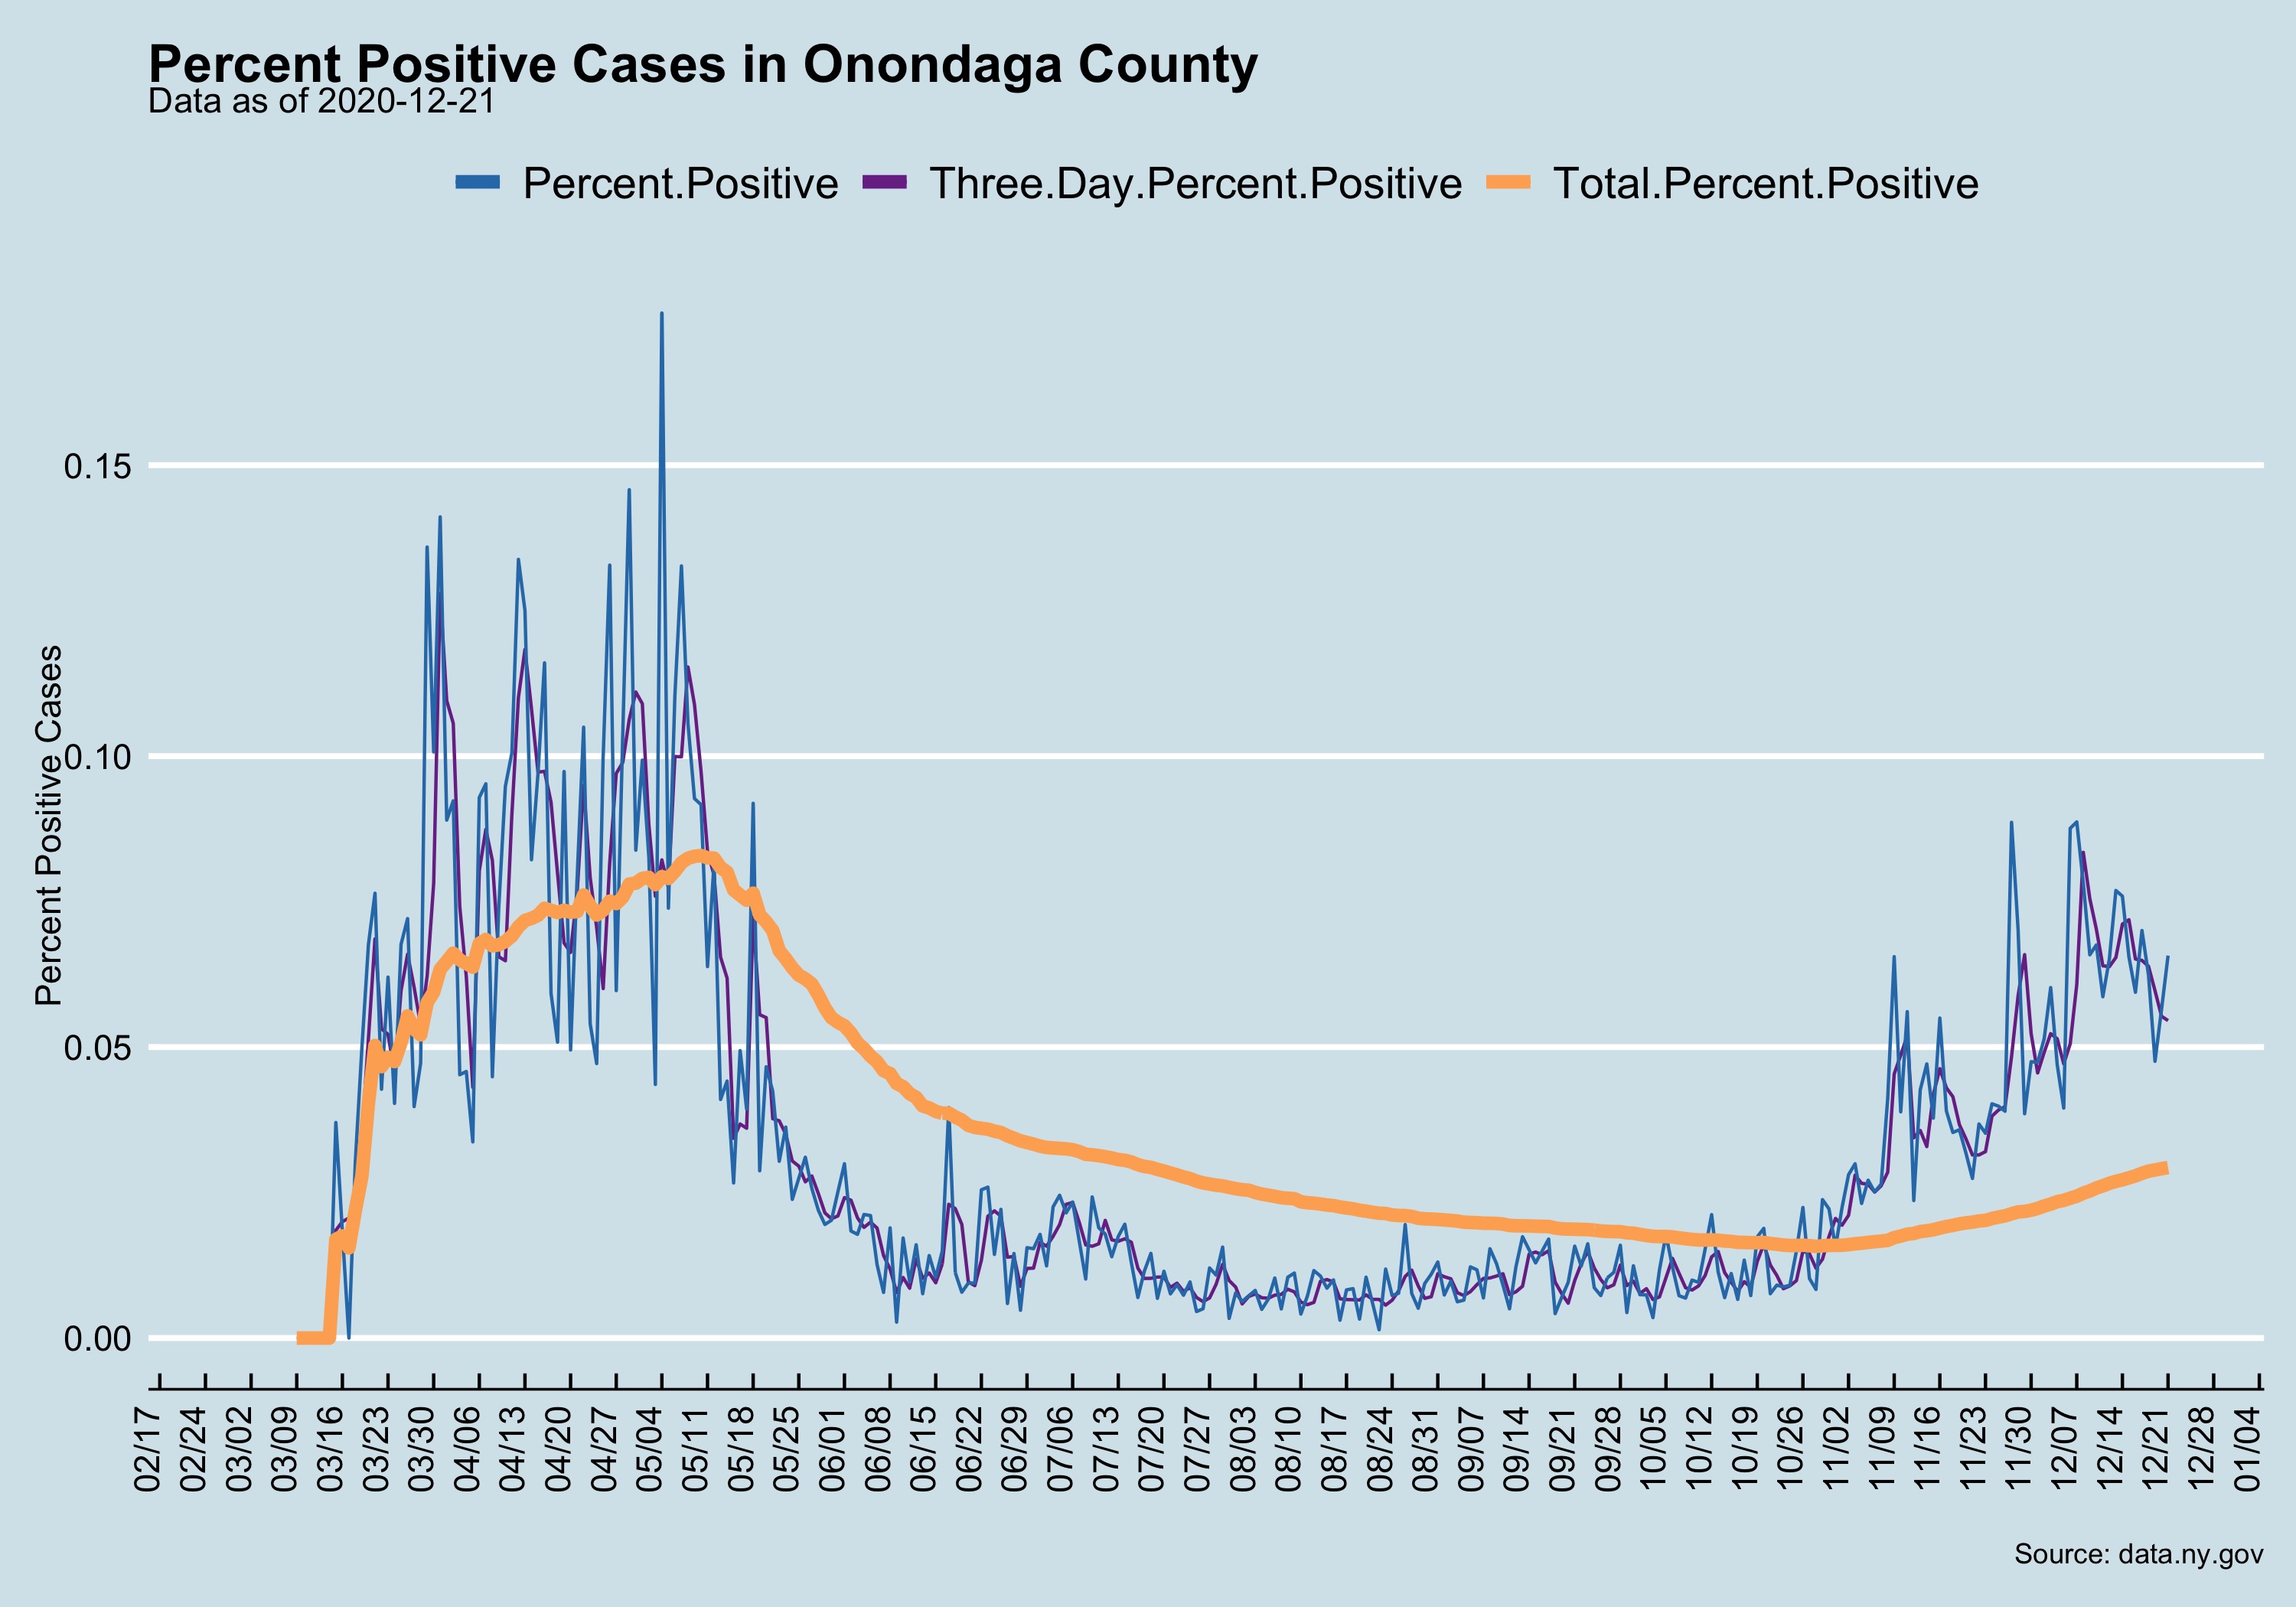 Percent Positive Cases in Onondaga County
Data as of 2020-12-21
Percent.Positive Three.Day.Percent.Positive Total.Percent.Positive
Percent Positive Cases
0.15
0.10
0.05
0.00
02/17 02/24 03/02 03/09 03/16 03/23 03/30 04/06 04/13 04/20 04/27 05/04 05/11 05/18 05/25 06/01 06/08 06/15 06/22 06/29 07/06 07/13 07/20 07/27 08/03 08/10 08/17 08/24 08/31 09/07 09/14 09/21 09/28 10/05 10/12 10/19 10/26 11/02 11/09 11/16 11/23 11/30 12/07 12/14 12/21 12/28 01/04
Source: data.ny.gov